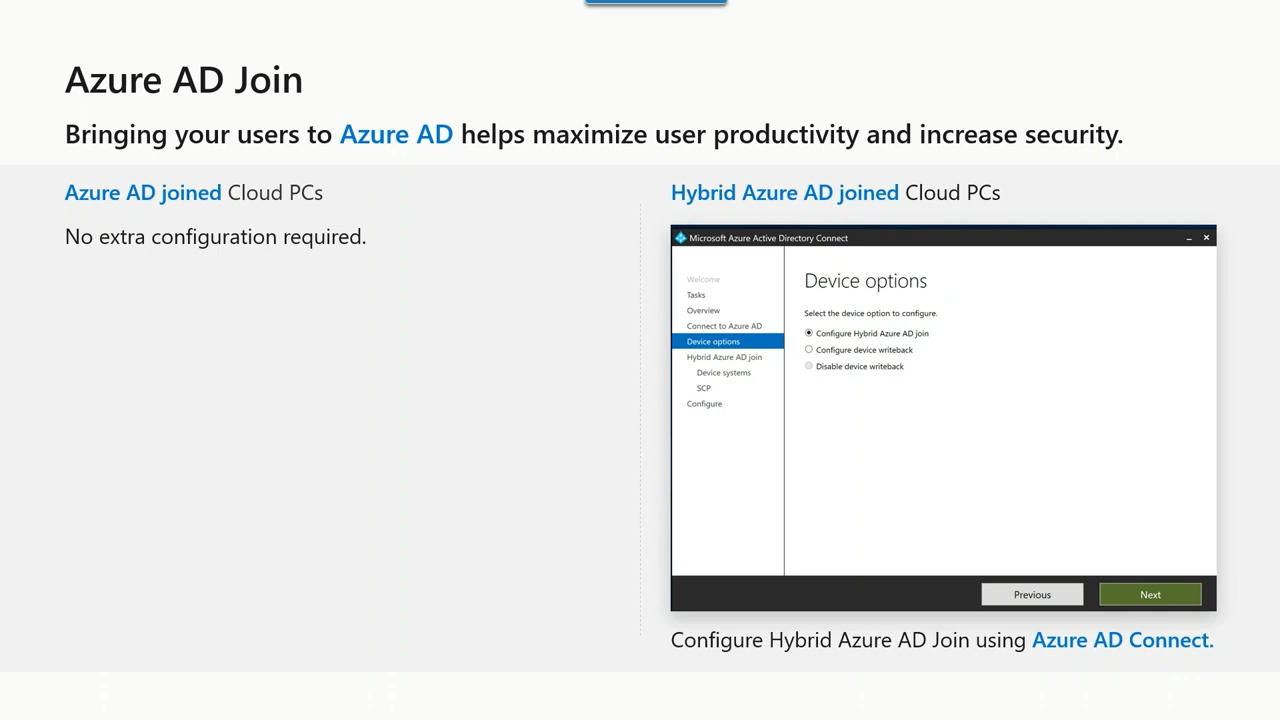 Azure AD Join
Bringing your users to Azure AD helps maximize user productivity and increase security.
Azure AD joined Cloud PCs
No extra configuration required.
Hybrid Azure AD joined Cloud PCs
Microsoft Azure Active Directory Connect
Welcome
Tasks
Overview
Connect to Azure AD
Device options
Hybrid Azure AD join
Device systems
SCP
Configure
Device options
Select the device option to configure.
Configure Hybrid Azure AD join
Configure device writeback
Disable device writeback
Previous
Next
Configure Hybrid Azure AD Join using Azure AD Connect.